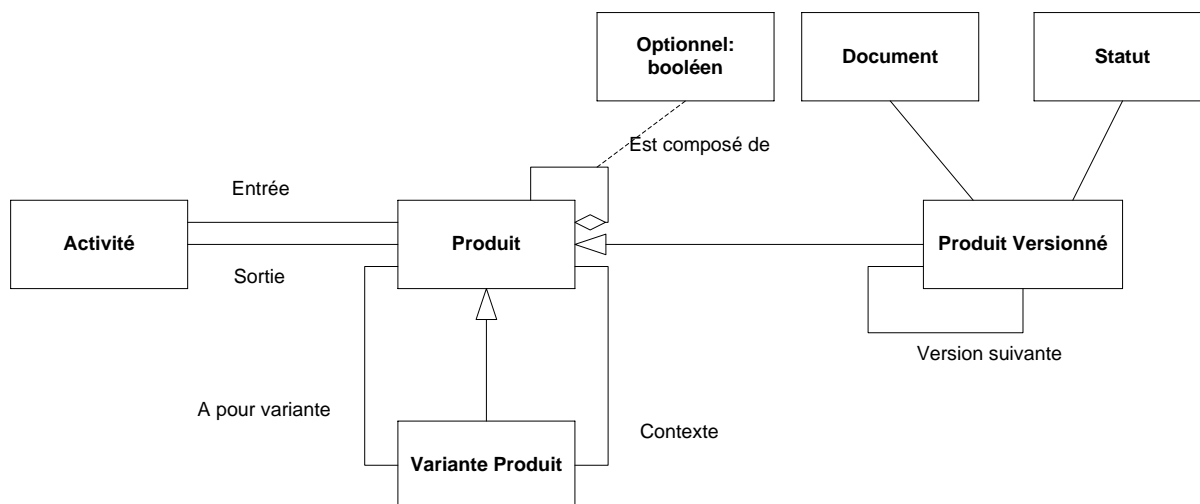 Optionnel:
booléen
Document
Statut
Est composé de
Entrée
Activité
Produit
Produit Versionné
Sortie
Version suivante
A pour variante
Contexte
Variante Produit